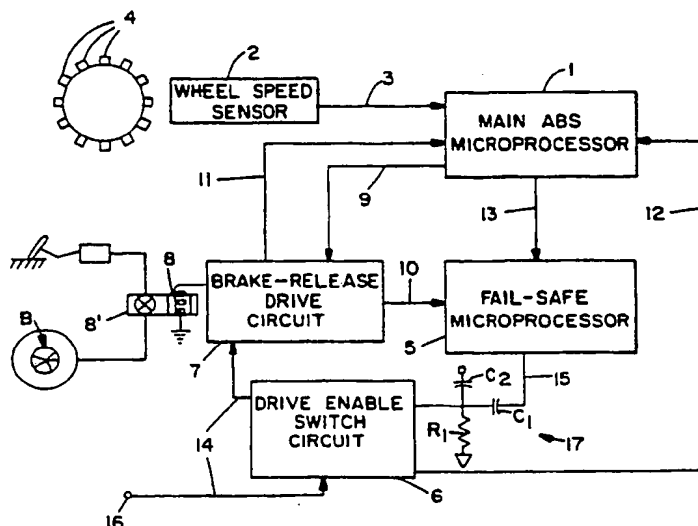 4
2
WHEEL SPEED
SENSOR
3
1
MAIN ABS
MICROPROCESSOR
11
9
13
12
8
8'
B
BRAKE-RELEASE
DRIVE
CIRCUIT
7
10
FAIL-SAFE
MICROPROCESSOR
5
15
14
DRIVE ENABLE
SWITCH
CIRCUIT
6
C2
C1
R1
17
14
16